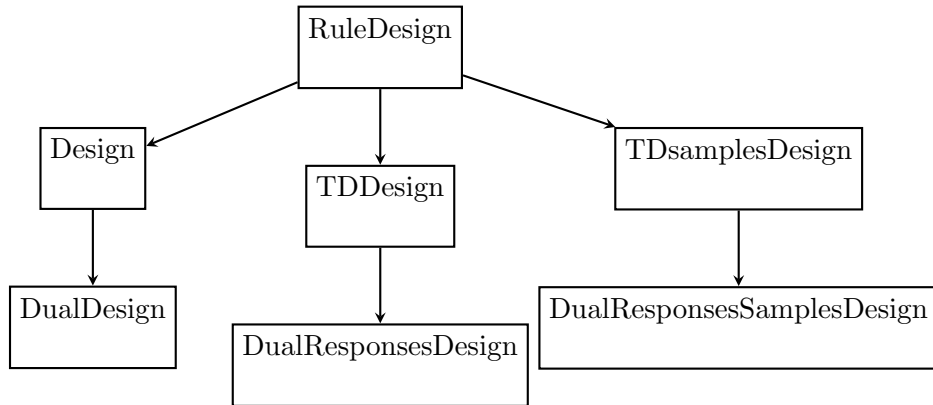 RuleDesign
Design
TDDesign
TDsamplesDesign
DualDesign
DualResponsesDesign
DualResponsesSamplesDesign